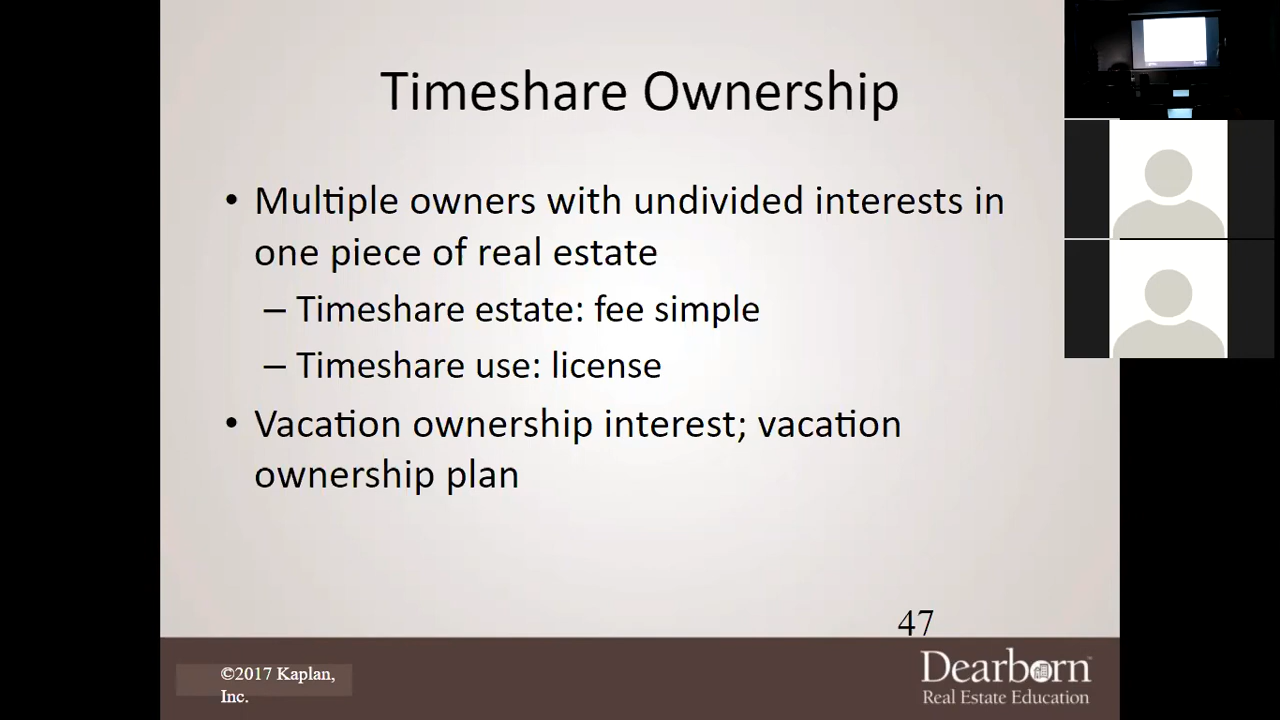 Timeshare Ownership
• Multiple owners with undivided interests in
one piece of real estate
– Timeshare estate: fee simple
– Timeshare use: license
• Vacation ownership interest; vacation
ownership plan
47
©2017 Kaplan,
Inc.
Dearborn
Real Estate Education